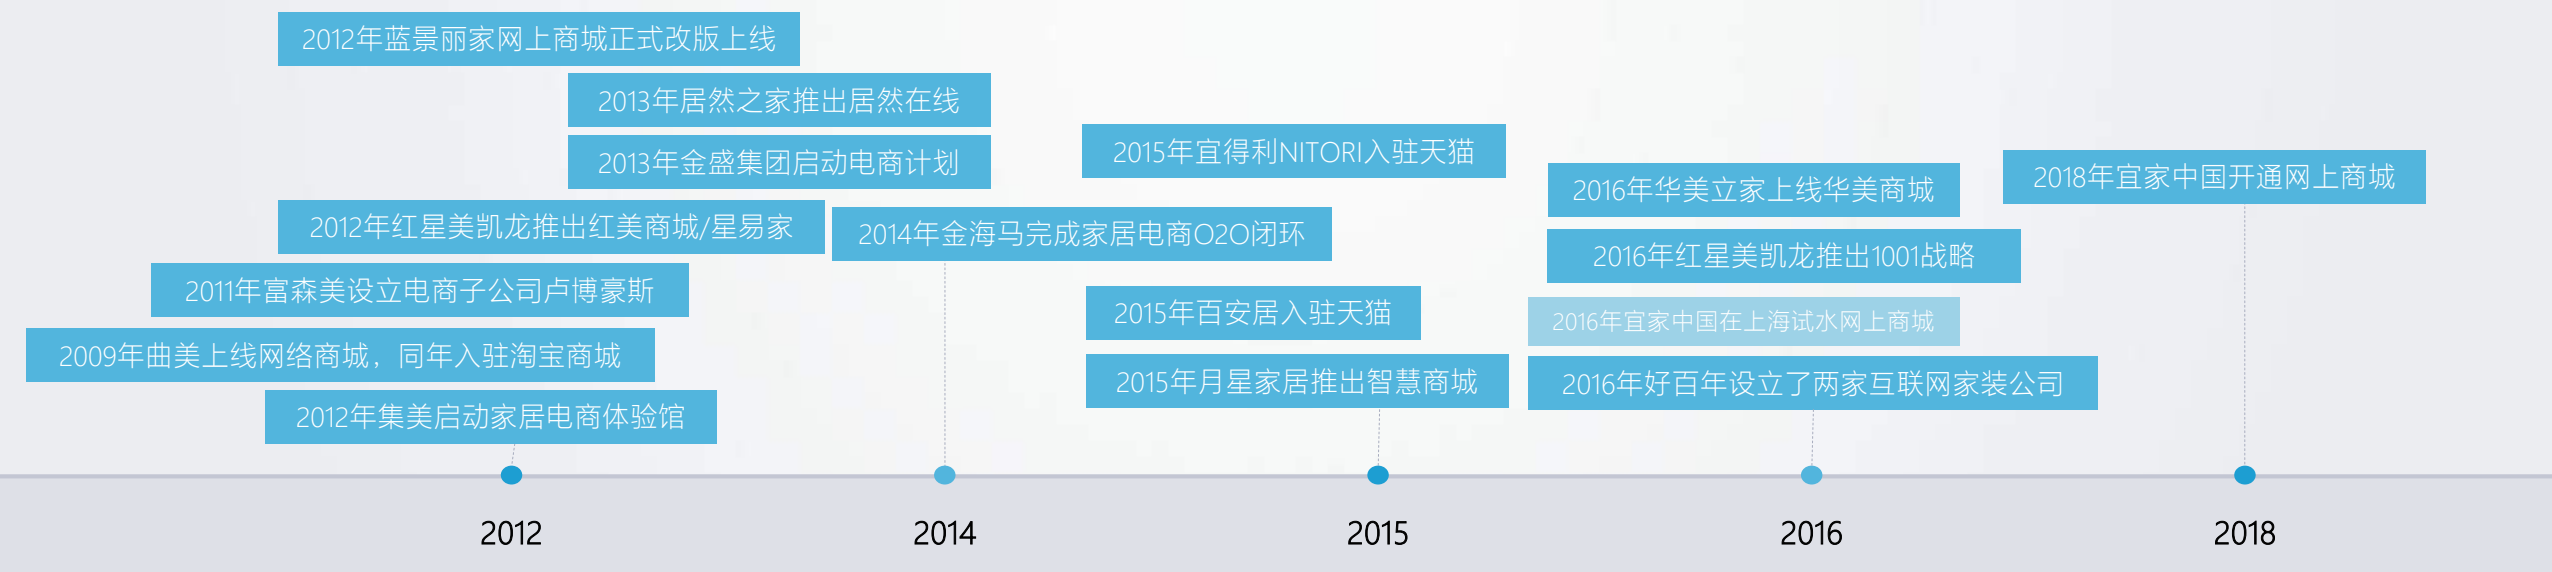 2012年蓝景丽家网上商城正式改版上线
2013年居然之家推出居然在线
2013年金盛集团启动电商计划
2012年红星美凯龙推出红美商城/星易家
2011年富森美设立电商子公司卢博豪斯
2009年曲美上线网络商城，同年入驻淘宝商城
2012年集美启动家居电商体验馆
2014年金海马完成家居电商O2O闭环
2015年宜得利NITORI入驻天猫
2015年百安居入驻天猫
2015年月星家居推出智慧商城
2016年华美立家上线华美商城
2016年红星美凯龙推出1001战略
2016年宜家中国在上海试水网上商城
2016年好百年设立了两家互联网家装公司
2018年宜家中国开通网上商城
2012
2014
2015
2016
2018